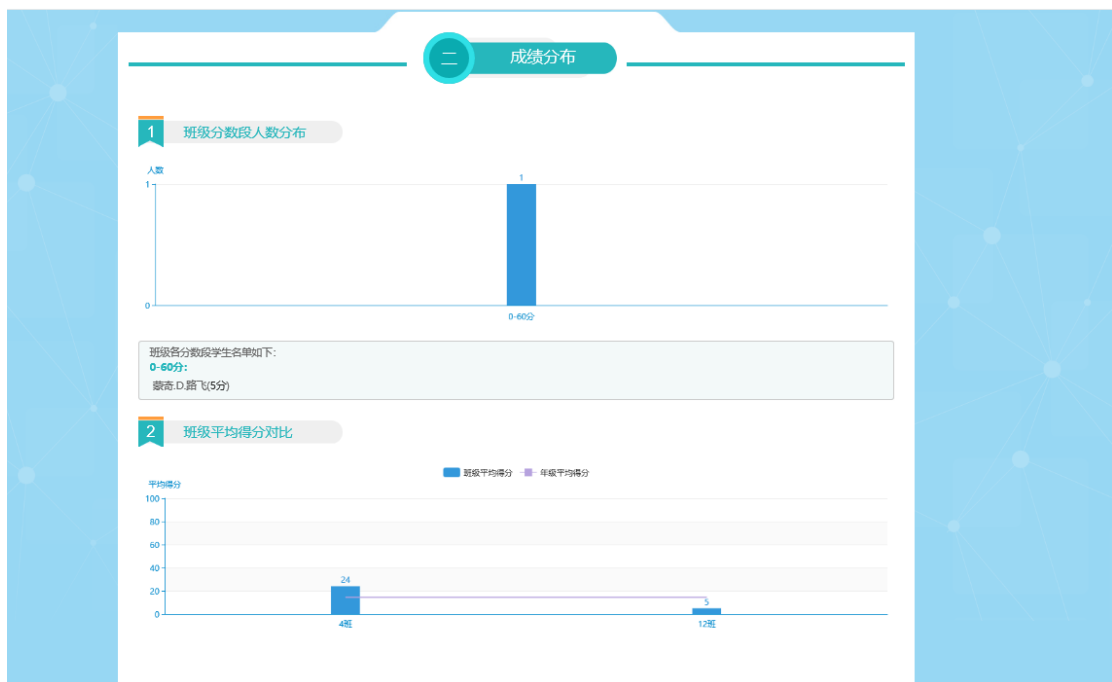 二
成绩分布
1
班级分数段人数分布
人数
1
1
0
0-60分
班级各分数段学生名单如下：
0-60分：
蒙奇.D.路飞(5分)
2
班级平均得分对比
班级平均得分 年级平均得分
平均得分
100
80
60
40
24
20
5
0
4班 12班